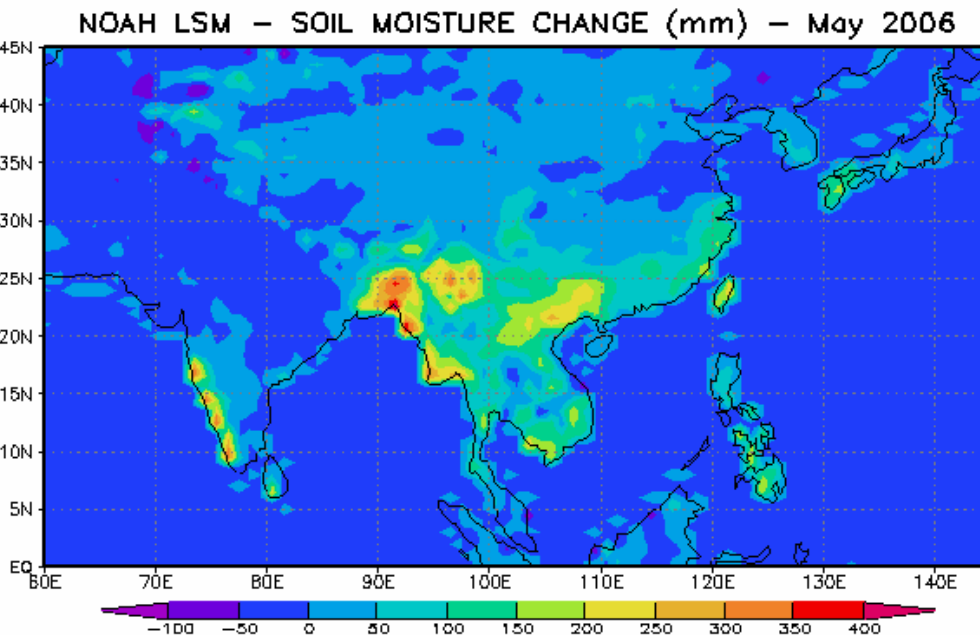 NOAH LSM – SOIL MOISTURE CHANGE (mm) – May 2006
45N
40N
35N
30N
25N
20N
15N
10N
5N
EQ
60E 70E 80E 90E 100E 110E 120E 130E 140E
−100 −50 0 50 100 150 200 250 300 350 400